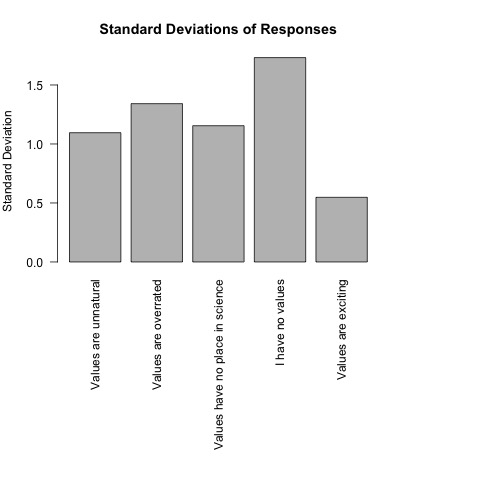 Standard Deviations of Responses
Standard Deviation
1.5
1.0
0.5
0.0
Values are unnatural
Values are overrated
Values have no place in science
I have no values
Values are exciting